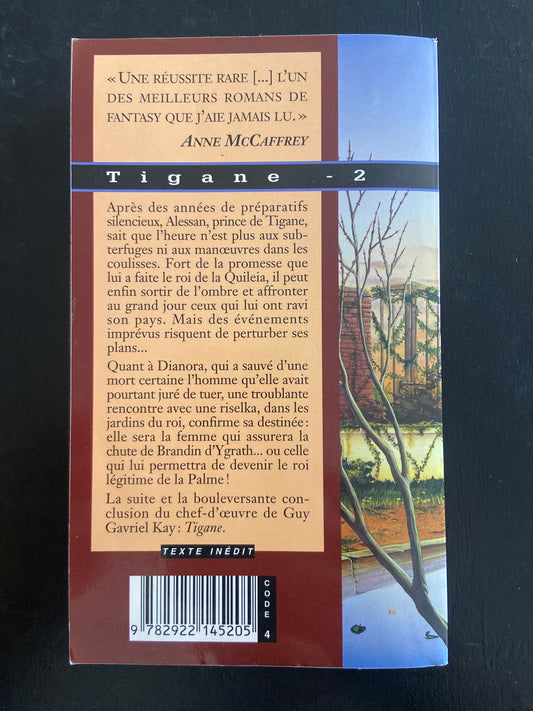 « UNE RÉUSSITE RARE [...] L'UN
DES MEILLEURS ROMANS DE
FANTASY QUE J'AIE JAMAIS LU. »
ANNE MCCAFFREY
Tigane - 2
Après des années de préparatifs
silencieux, Alessan, prince de Tigane,
sait que l'heure n'est plus aux sub-
terfuges ni aux manœuvres dans les
coulisses. Fort de la promesse que
lui a faite le roi de la Quileia, il peut
enfin sortir de l'ombre et affronter
au grand jour ceux qui lui ont ravi
son pays. Mais des événements
imprévus risquent de perturber ses
plans...
Quant à Dianora, qui a sauvé d'une
mort certaine l'homme qu'elle avait
pourtant juré de tuer, une troublante
rencontre avec une riselka, dans les
jardins du roi, confirme sa destinée :
elle sera la femme qui assurera la
chute de Brandin d'Ygrath... ou celle
qui lui permettra de devenir le roi
légitime de la Palme !
La suite et la bouleversante con-
clusion du chef-d'œuvre de Guy
Gavriel Kay : Tigane.
TEXTE INÉDIT
CODE 4
9 782922 145205